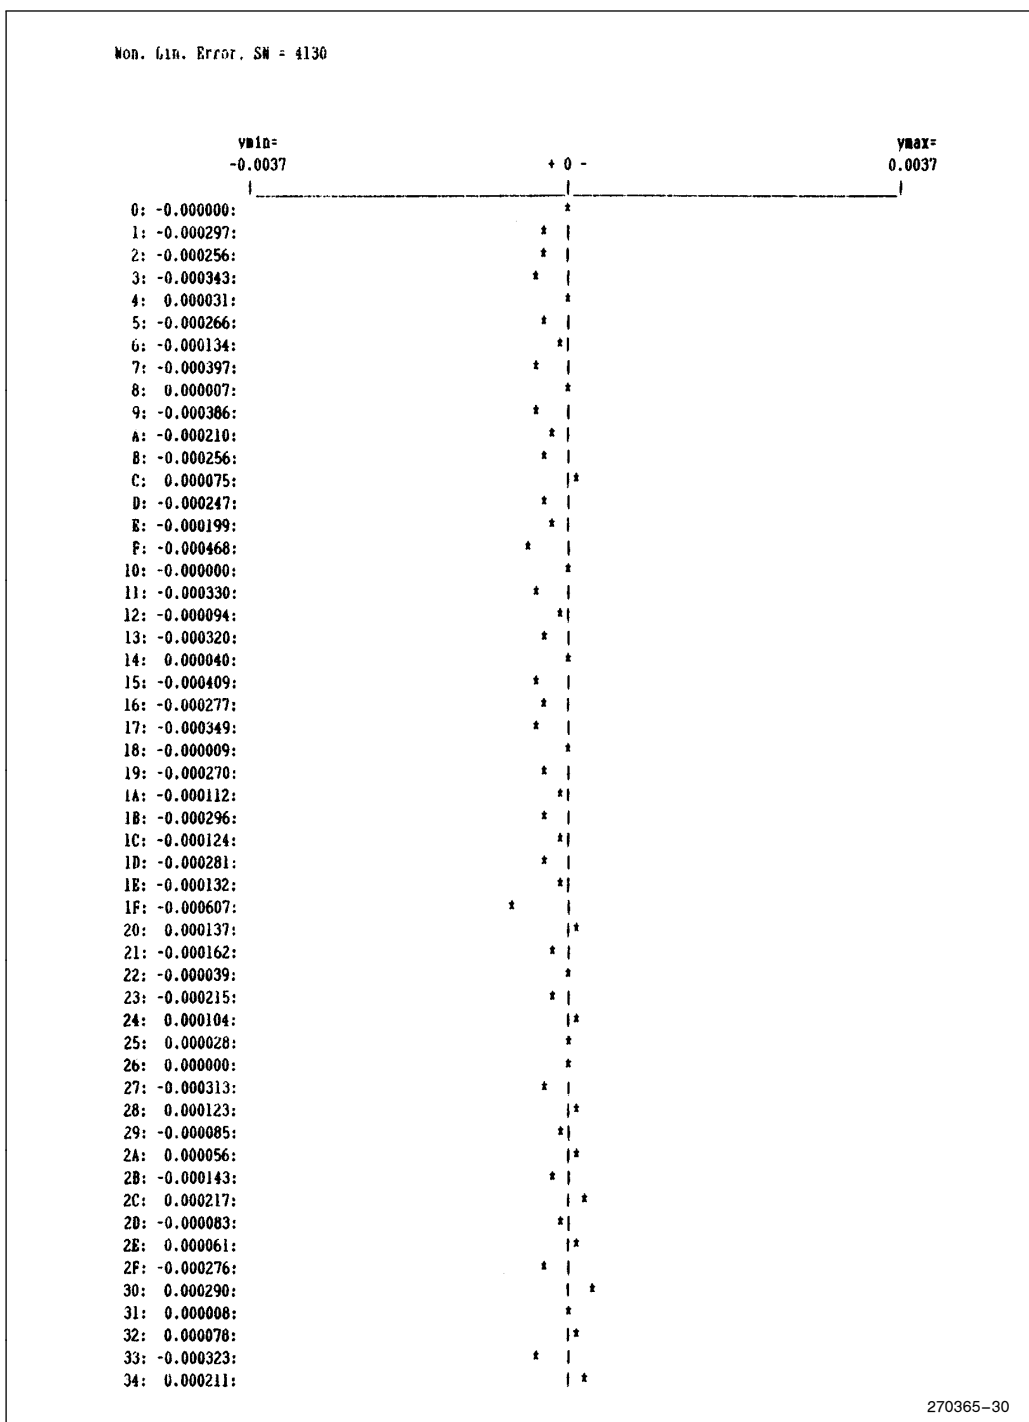 Non. Lin. Error, SN = 4130
ymin= ymax=
-0.0037 + 0 - 0.0037
0: -0.000000:
1: -0.000297:
2: -0.000256:
3: -0.000343:
4: 0.000031:
5: -0.000266:
6: -0.000134:
7: -0.000397:
8: 0.000007:
9: -0.000386:
A: -0.000210:
B: -0.000256:
C: 0.000075:
D: -0.000247:
E: -0.000199:
F: -0.000468:
10: -0.000000:
11: -0.000330:
12: -0.000094:
13: -0.000320:
14: 0.000040:
15: -0.000409:
16: -0.000277:
17: -0.000349:
18: -0.000009:
19: -0.000270:
1A: -0.000112:
1B: -0.000296:
1C: -0.000124:
1D: -0.000281:
1E: -0.000132:
1F: -0.000607:
20: 0.000137:
21: -0.000162:
22: -0.000039:
23: -0.000215:
24: 0.000104:
25: 0.000028:
26: 0.000000:
27: -0.000313:
28: 0.000123:
29: -0.000085:
2A: 0.000056:
2B: -0.000143:
2C: 0.000217:
2D: -0.000083:
2E: 0.000061:
2F: -0.000276:
30: 0.000290:
31: 0.000008:
32: 0.000078:
33: -0.000323:
34: 0.000211:
270365-30